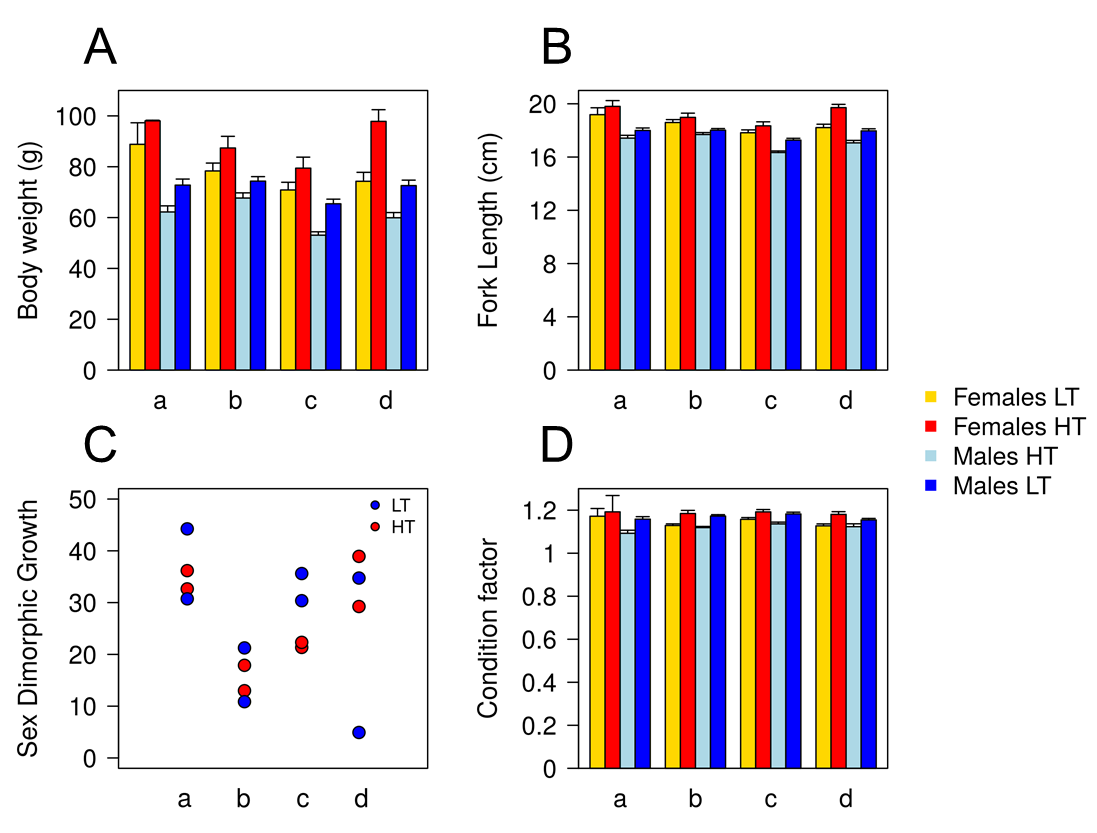 A
Body weight (g)
100
80
60
40
20
0
a b c d
B
Fork Length (cm)
20
16
12
8
4
0
a b c d
Females LT
Females HT
Males HT
Males LT
C
Sex Dimorphic Growth
50
40
30
20
10
0
LT
HT
a b c d
D
Condition factor
1.2
1
0.8
0.6
0.4
0.2
0
a b c d